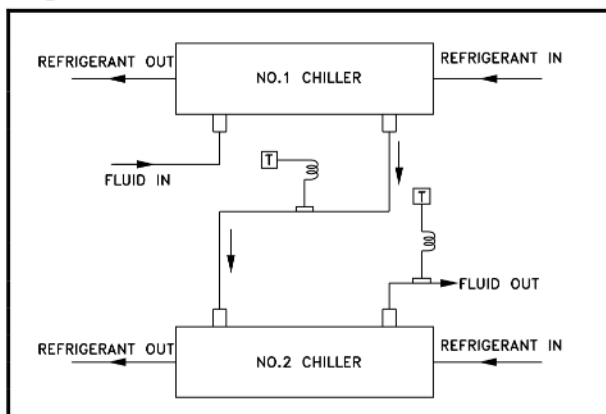 REFRIGERANT OUT
NO.1 CHILLER
REFRIGERANT IN
FLUID IN
T
T
FLUID OUT
REFRIGERANT OUT
NO.2 CHILLER
REFRIGERANT IN